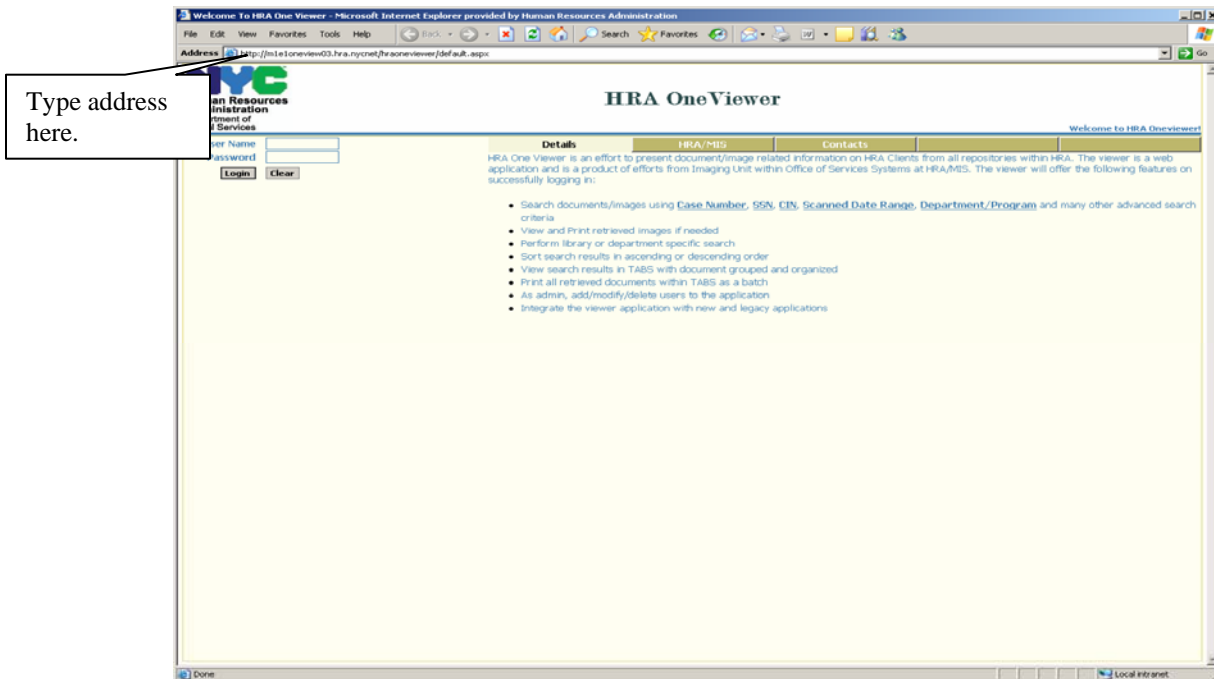 Welcome To HRA One Viewer - Microsoft Internet Explorer provided by Human Resources Administration
File Edit View Favorites Tools Help Back Search Favorites
Address http://m1e1oneview03.hra.nycnet/hraoneviewer/default.aspx Go
Type address
here.
NYC
an Resources
inistration
rtment of
l Services
HRA OneViewer
Welcome to HRA Oneviewer!
ser Name
Password
Login Clear
Details HRA/MIS Contacts
HRA One Viewer is an effort to present document/image related information on HRA Clients from all repositories within HRA. The viewer is a web
application and is a product of efforts from Imaging Unit within Office of Services Systems at HRA/MIS. The viewer will offer the following features on
successfully logging in:
• Search documents/images using Case Number, SSN, CIN, Scanned Date Range, Department/Program and many other advanced search
criteria
• View and Print retrieved images if needed
• Perform library or department specific search
• Sort search results in ascending or descending order
• View search results in TABS with document grouped and organized
• Print all retrieved documents within TABS as a batch
• As admin, add/modify/delete users to the application
• Integrate the viewer application with new and legacy applications
Done Local intranet